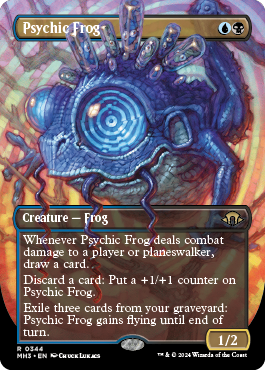 Psychic Frog
Creature — Frog
Whenever Psychic Frog deals combat
damage to a player or planeswalker,
draw a card.
Discard a card: Put a +1/+1 counter on
Psychic Frog.
Exile three cards from your graveyard:
Psychic Frog gains flying until end of
turn.
1/2
R 0344
MH3 • EN Chuck Lukacs
™ & © 2024 Wizards of the Coast